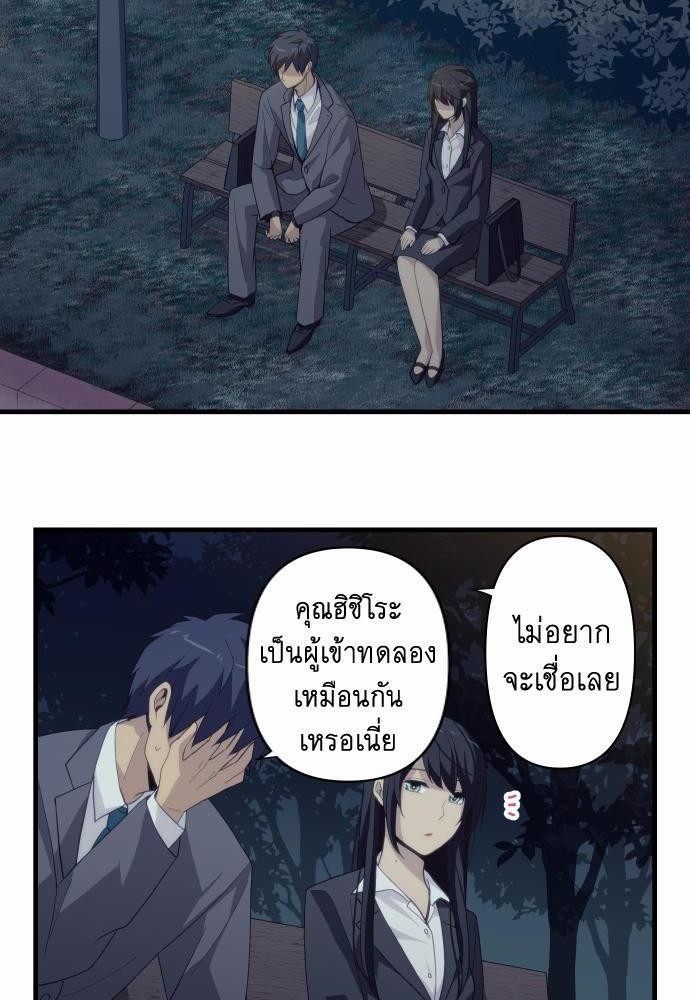 ไม่อยาก
จะเชื่อเลย
คุณฮิชิโระ
เป็นผู้เข้าทดลอง
เหมือนกัน
เหรอเนี่ย